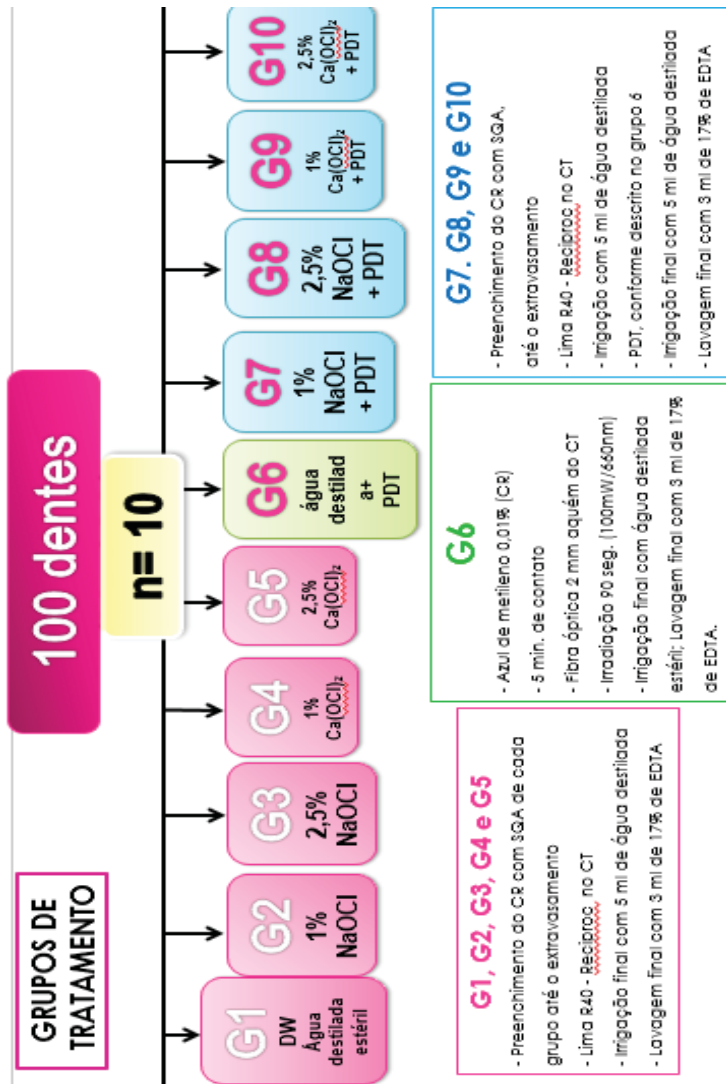 GRUPOS DE
TRATAMENTO
100 dentes
n= 10
G1
DW
Água
destilada
estéril
G2
1%
NaOCl
G3
2,5%
NaOCl
G4
1%
Ca(OCl)₂
G5
2,5%
Ca(OCl)₂
G6
água
destilad
a+
PDT
G7
1%
NaOCl
+ PDT
G8
2,5%
NaOCl
+ PDT
G9
1%
Ca(OCl)₂
+ PDT
G10
2,5%
Ca(OCl)₂
+ PDT
G1, G2, G3, G4 e G5
- Preenchimento do CR com SQA de cada
grupo até o extravasamento
- Lima R40 - Reciproc no CT
- Irrigação final com 5 ml de água destilada
- Lavagem final com 3 ml de 17% de EDTA
G6
- Azul de metileno 0,01% (CR)
- 5 min. de contato
- Fibra óptica 2 mm aquém do CT
- Irradiação 90 seg. (100mW/660nm)
- Irrigação final com água destilada
estéril; Lavagem final com 3 ml de 17%
de EDTA.
G7. G8, G9 e G10
- Preenchimento do CR com SQA,
até o extravasamento
- Lima R40 - Reciproc no CT
- Irrigação com 5 ml de água destilada
- PDT, conforme descrito no grupo 6
- Irrigação final com 5 ml de água destilada
- Lavagem final com 3 ml de 17% de EDTA